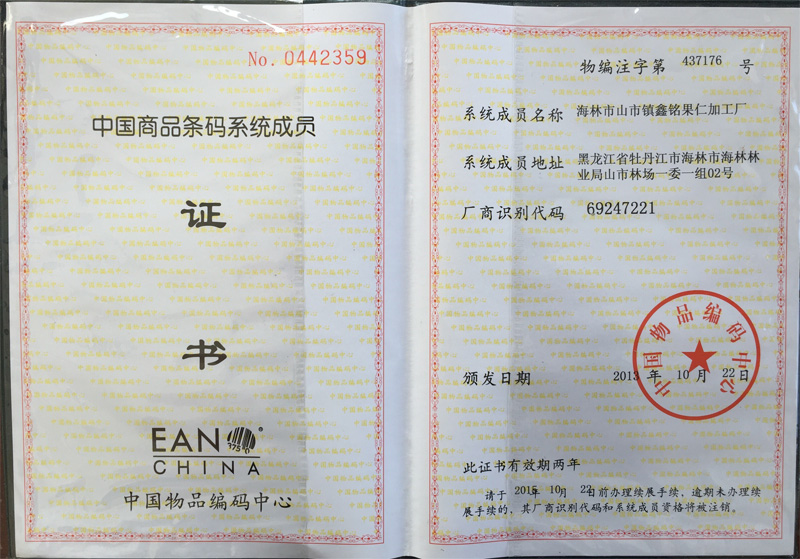 No. 0442359
中国商品条码系统成员
证
书
EAN
CHINA
中国物品编码中心
物编注字第 437176 号
系统成员名称 海林市山市镇鑫铭果仁加工厂
系统成员地址 黑龙江省牡丹江市海林市海林林
业局山市林场一委一组02号
厂商识别代码 69247221
中国物品编码中心
颁发日期 2013 年 10 月 22 日
此证书有效期两年
请于 2015年 10月 22日前办理续展手续,逾期未办理续
展手续的,其厂商识别代码和系统成员资格将被注销。